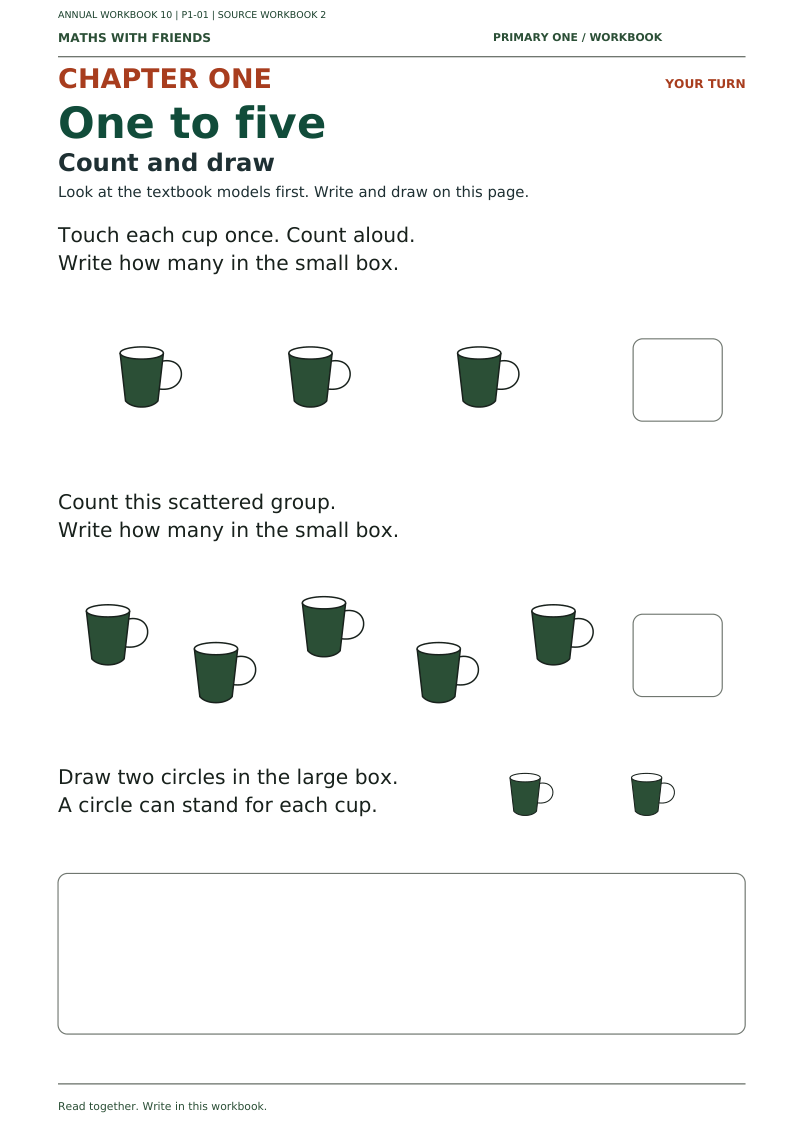 ANNUAL WORKBOOK 10 | P1-01 | SOURCE WORKBOOK 2
MATHS WITH FRIENDS
PRIMARY ONE / WORKBOOK
CHAPTER ONE
YOUR TURN
One to five
Count and draw
Look at the textbook models first. Write and draw on this page.
Touch each cup once. Count aloud.
Write how many in the small box.
Count this scattered group.
Write how many in the small box.
Draw two circles in the large box.
A circle can stand for each cup.
Read together. Write in this workbook.